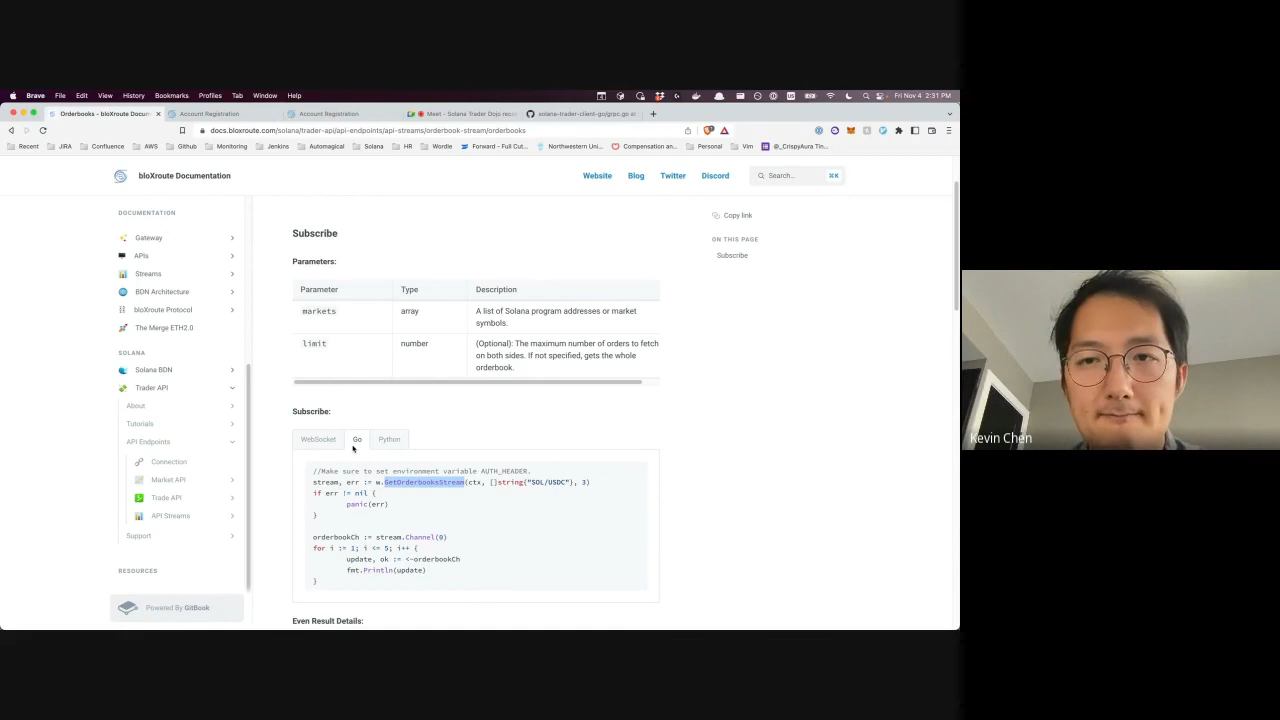 Brave File Edit View History Bookmarks Profiles Tab Window Help
Fri Nov 4 2:31 PM
Orderbooks - bloXroute Docum
Account Registration
Account Registration
Meet - Solana Trader Dojo reco
solana-trader-client-go/grpc.go at
docs.bloxroute.com/solana/trader-api/api-endpoints/api-streams/orderbook-stream/orderbooks
Recent JIRA Confluence AWS Github Monitoring Jenkins Automagical Solana HR Wordle Forward - Full Cut... Northwestern Uni... Compensation an... Personal Vim @_CrispyAura Tin...
bloXroute Documentation
Website Blog Twitter Discord
Search... ⌘K
DOCUMENTATION
Gateway
APIs
Streams
BDN Architecture
bloXroute Protocol
The Merge ETH2.0
SOLANA
Solana BDN
Trader API
About
Tutorials
API Endpoints
Connection
Market API
Trade API
API Streams
Support
RESOURCES
Powered By GitBook
Subscribe
Parameters:
Parameter Type Description
markets array A list of Solana program addresses or market
symbols.
limit number (Optional): The maximum number of orders to fetch
on both sides. If not specified, gets the whole
orderbook.
Subscribe:
WebSocket Go Python
//Make sure to set environment variable AUTH_HEADER.
stream, err := w.GetOrderbooksStream(ctx, []string{"SOL/USDC"}, 3)
if err != nil {
panic(err)
}
orderbookCh := stream.Channel(0)
for i := 1; i <= 5; i++ {
update, ok := <-orderbookCh
fmt.Println(update)
}
Even Result Details:
Copy link
ON THIS PAGE
Subscribe
Kevin Chen